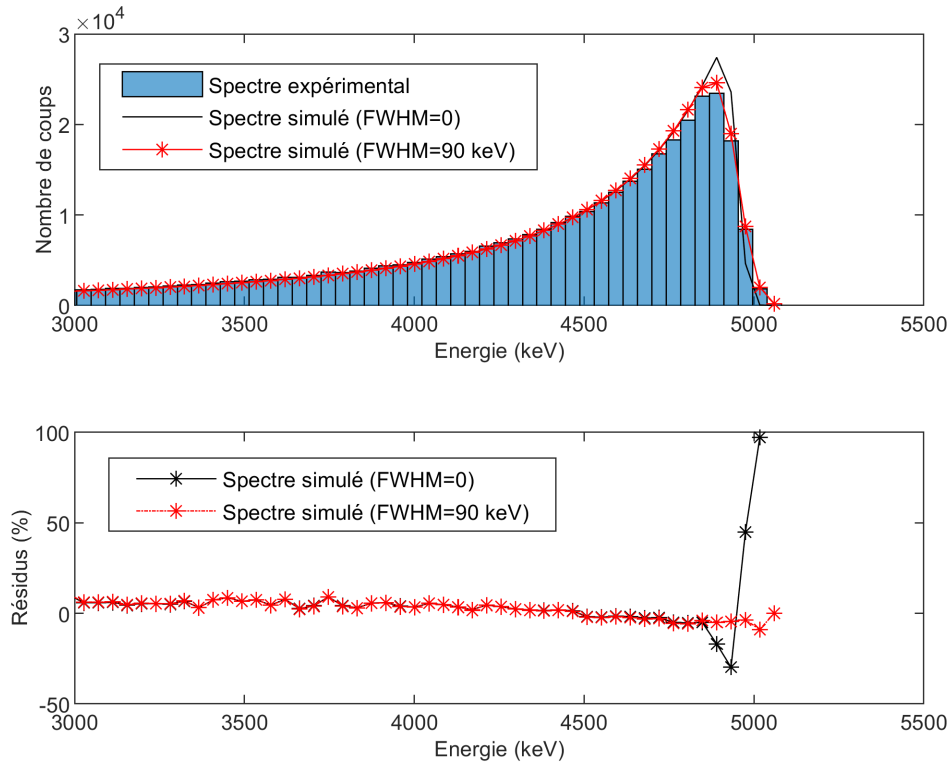 ×10⁴
3
2
1
0
Nombre de coups
Spectre expérimental
Spectre simulé (FWHM=0)
Spectre simulé (FWHM=90 keV)
3000 3500 4000 4500 5000 5500
Energie (keV)
100
50
0
-50
Résidus (%)
Spectre simulé (FWHM=0)
Spectre simulé (FWHM=90 keV)
3000 3500 4000 4500 5000 5500
Energie (keV)